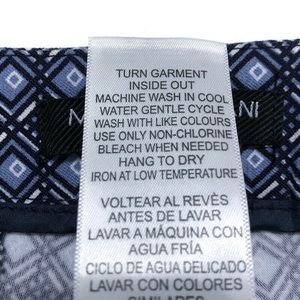 TURN GARMENT
INSIDE OUT
MACHINE WASH IN COOL
WATER GENTLE CYCLE
WASH WITH LIKE COLOURS
USE ONLY NON-CHLORINE
BLEACH WHEN NEEDED
HANG TO DRY
IRON AT LOW TEMPERATURE
VOLTEAR AL REVÈS
ANTES DE LAVAR
LAVAR A MÁQUINA CON
AGUA FRÍA
CICLO DE AGUA DELICADO
LAVAR CON COLORES
SIMILARES